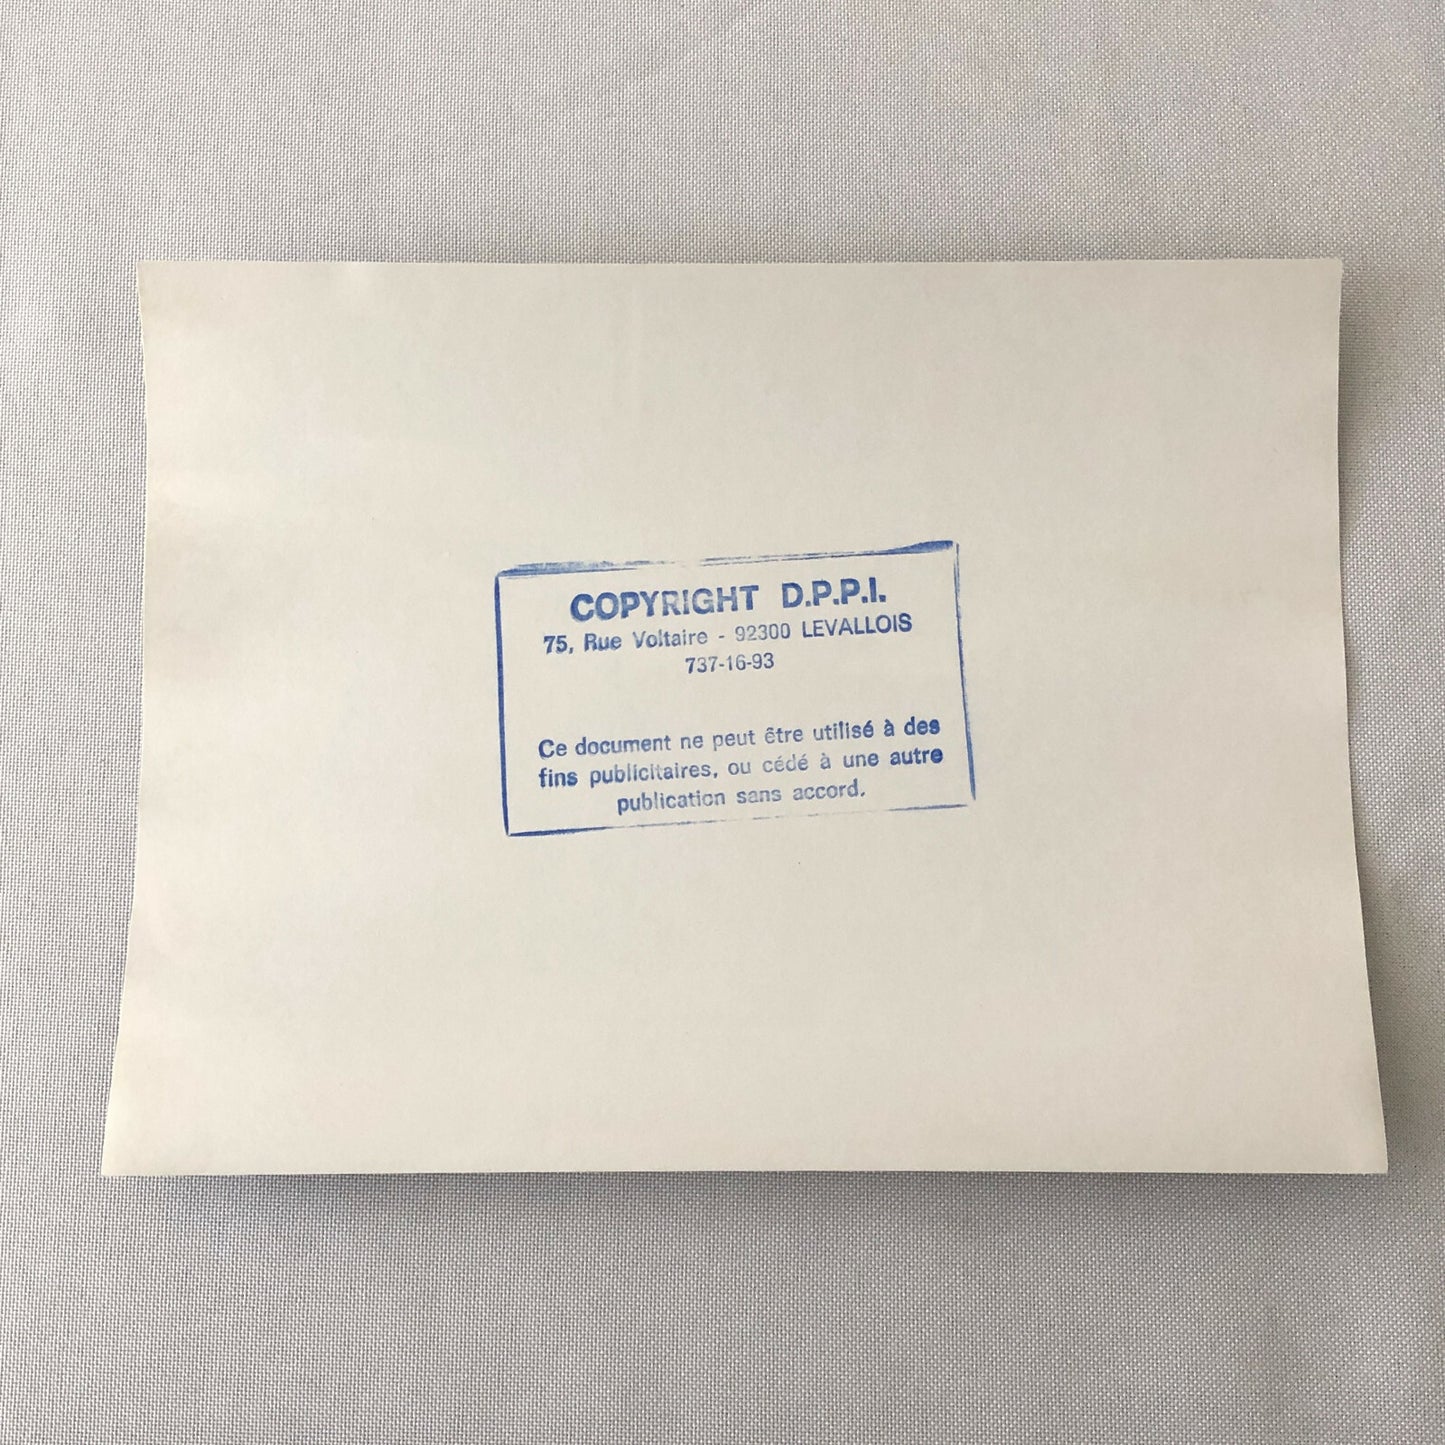 COPYRIGHT D.P.P.I.
75, Rue Voltaire - 92300 LEVALLOIS
737-16-93
Ce document ne peut être utilisé à des
fins publicitaires, ou cédé à une autre
publication sans accord.